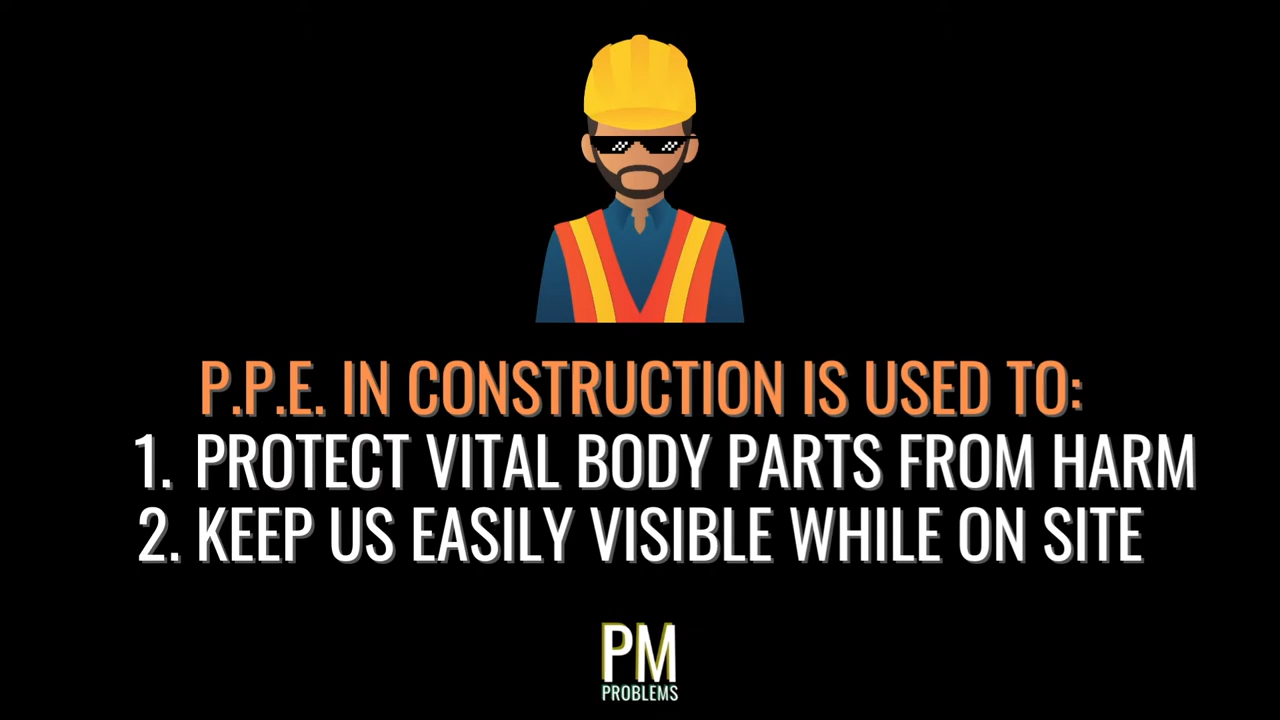 P.P.E. IN CONSTRUCTION IS USED TO:
1. PROTECT VITAL BODY PARTS FROM HARM
2. KEEP US EASILY VISIBLE WHILE ON SITE
PM
PROBLEMS